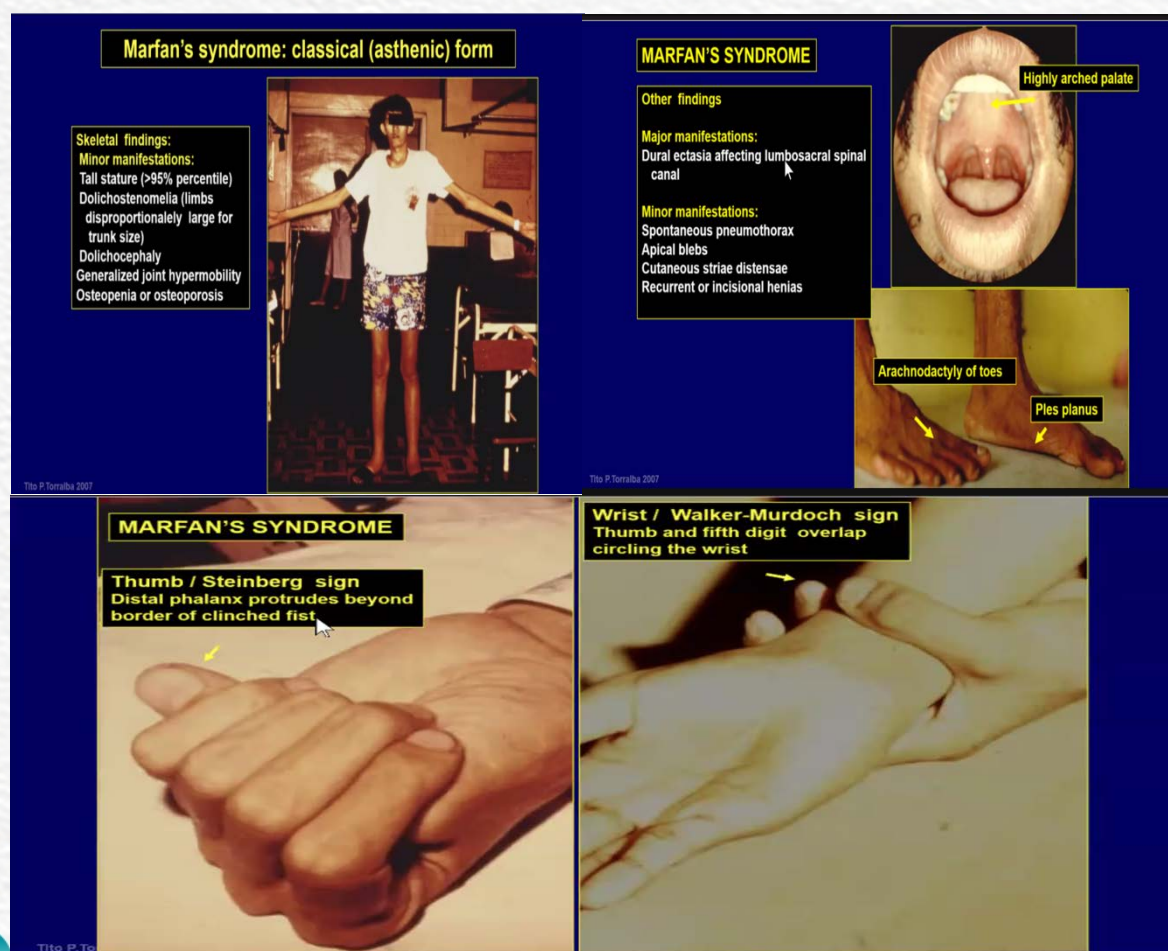 Marfan's syndrome: classical (asthenic) form
Skeletal findings:
Minor manifestations:
Tall stature (>95% percentile)
Dolichostenomelia (limbs
disproportionalely large for
trunk size)
Dolichocephaly
Generalized joint hypermobility
Osteopenia or osteoporosis
Tito P.Torralba 2007
MARFAN'S SYNDROME
Other findings
Major manifestations:
Dural ectasia affecting lumbosacral spinal
canal
Minor manifestations:
Spontaneous pneumothorax
Apical blebs
Cutaneous striae distensae
Recurrent or incisional henias
Highly arched palate
Arachnodactyly of toes
Ples planus
Tito P.Torralba 2007
MARFAN'S SYNDROME
Thumb / Steinberg sign
Distal phalanx protrudes beyond
border of clinched fist
Tito P.To
Wrist / Walker-Murdoch sign
Thumb and fifth digit overlap
circling the wrist